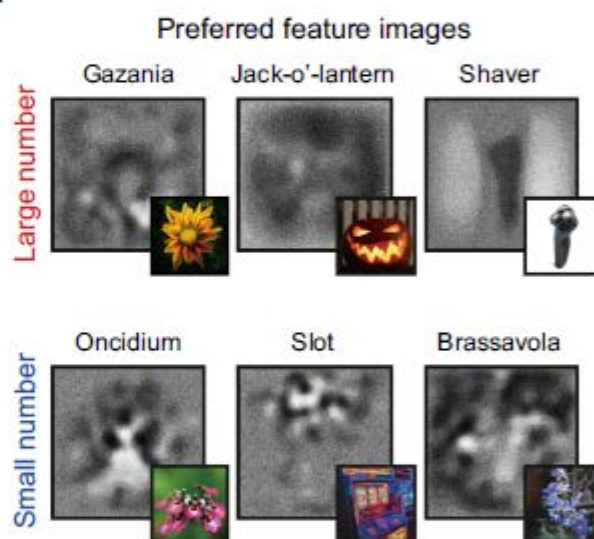 Preferred feature images
Gazania Jack-o'-lantern Shaver
Large number
Oncidium Slot Brassavola
Small number